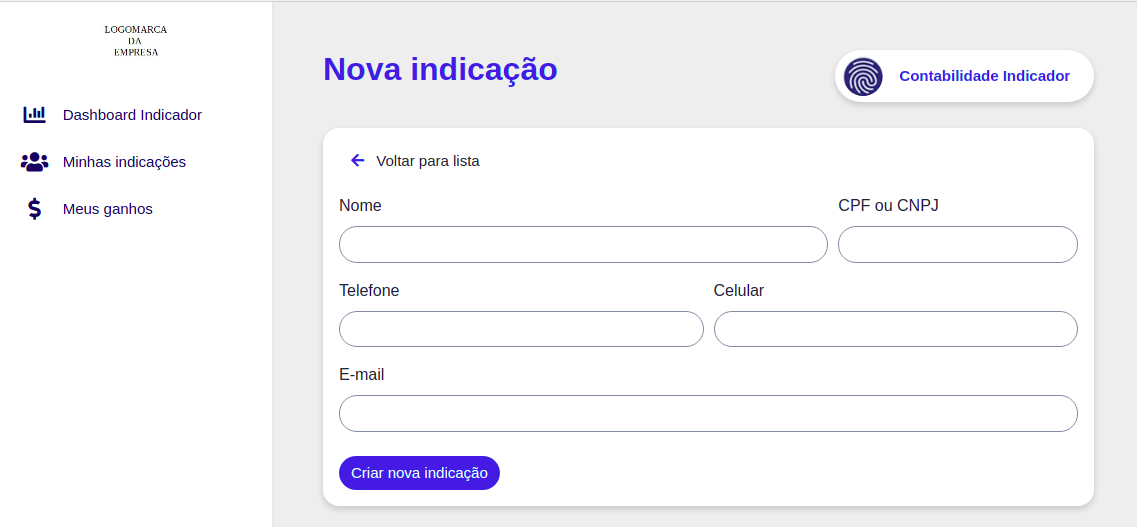 LOGOMARCA
DA
EMPRESA
Dashboard Indicador
Minhas indicações
Meus ganhos
Nova indicação
Contabilidade Indicador
Voltar para lista
Nome
CPF ou CNPJ
Telefone
Celular
E-mail
Criar nova indicação